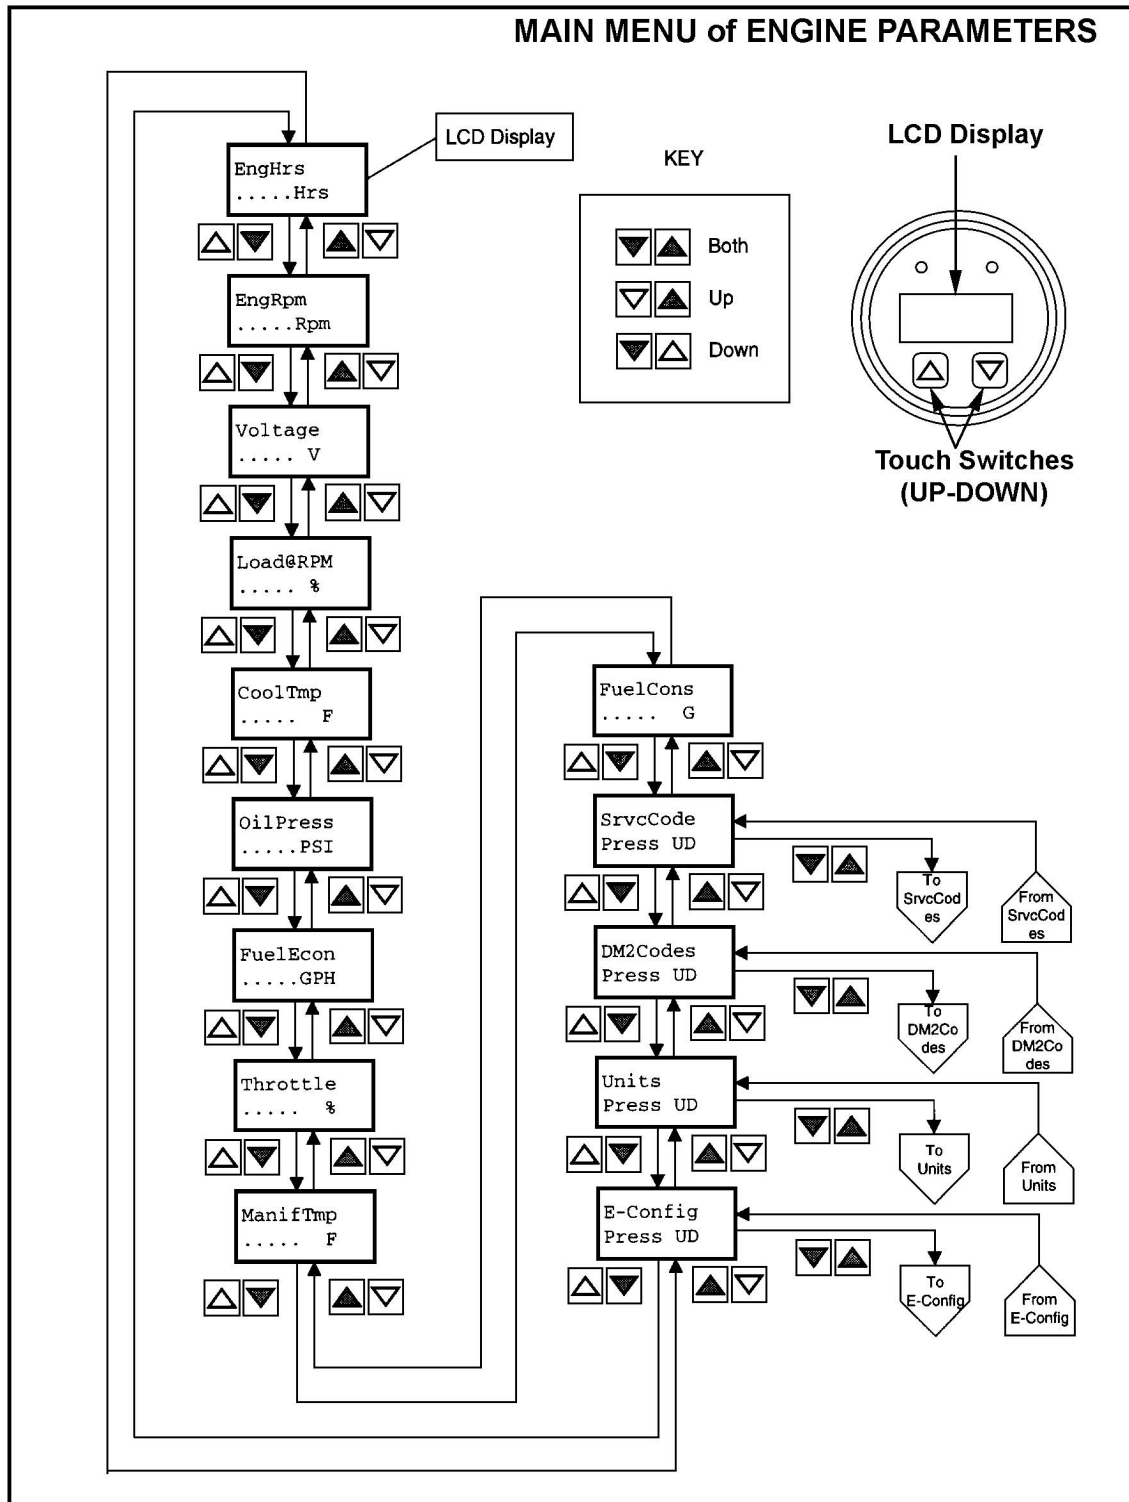 MAIN MENU of ENGINE PARAMETERS
LCD Display
EngHrs
.....Hrs
EngRpm
.....Rpm
Voltage
..... V
Load@RPM
..... %
CoolTmp
..... F
OilPress
.....PSI
FuelEcon
.....GPH
Throttle
..... %
ManifTmp
..... F
KEY
Both
Up
Down
LCD Display
Touch Switches
(UP-DOWN)
FuelCons
..... G
SrvcCode
Press UD
To
SrvcCod
es
From
SrvcCod
es
DM2Codes
Press UD
To
DM2Co
des
From
DM2Co
des
Units
Press UD
To
Units
From
Units
E-Config
Press UD
To
E-Config
From
E-Config